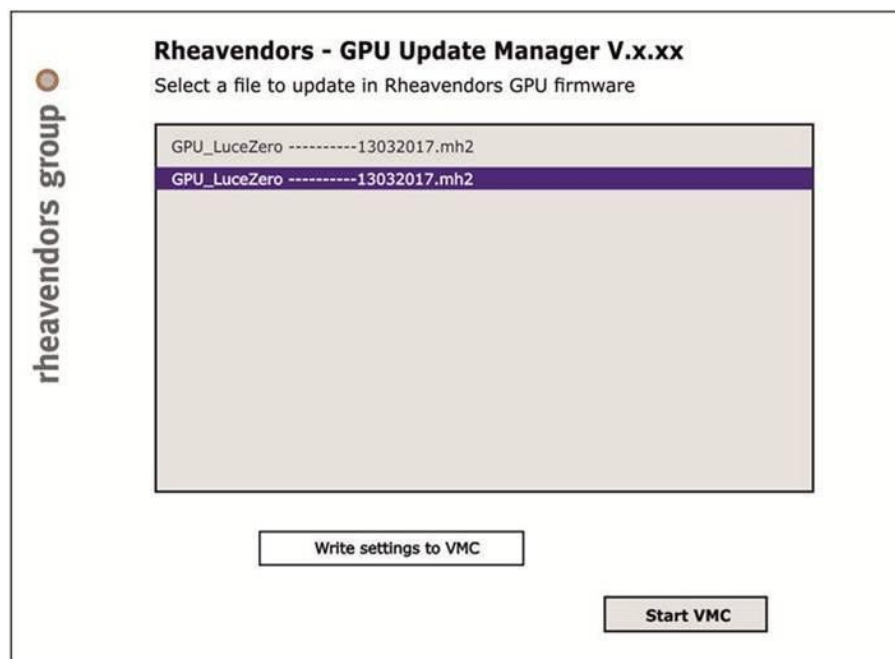 rheavendors group
Rheavendors - GPU Update Manager V.x.xx
Select a file to update in Rheavendors GPU firmware
GPU_LuceZero ----------13032017.mh2
GPU_LuceZero ----------13032017.mh2
Write settings to VMC
Start VMC